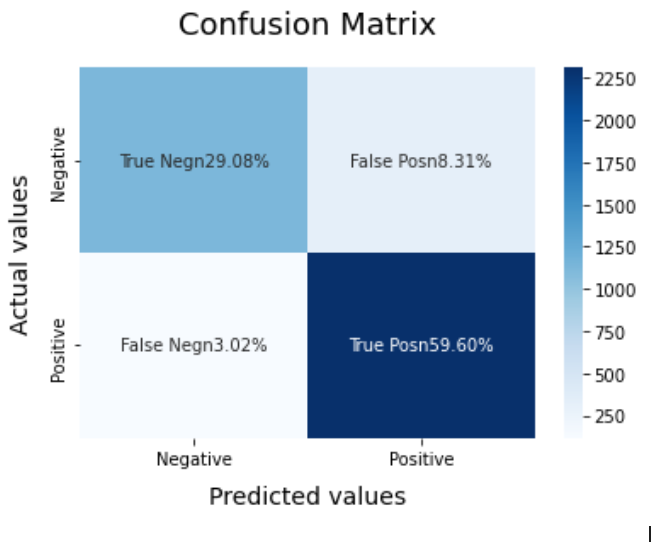 Confusion Matrix
Actual values
Negative
Positive
True Negn29.08%
False Posn8.31%
False Negn3.02%
True Posn59.60%
Negative
Positive
Predicted values
2250
2000
1750
1500
1250
1000
750
500
250